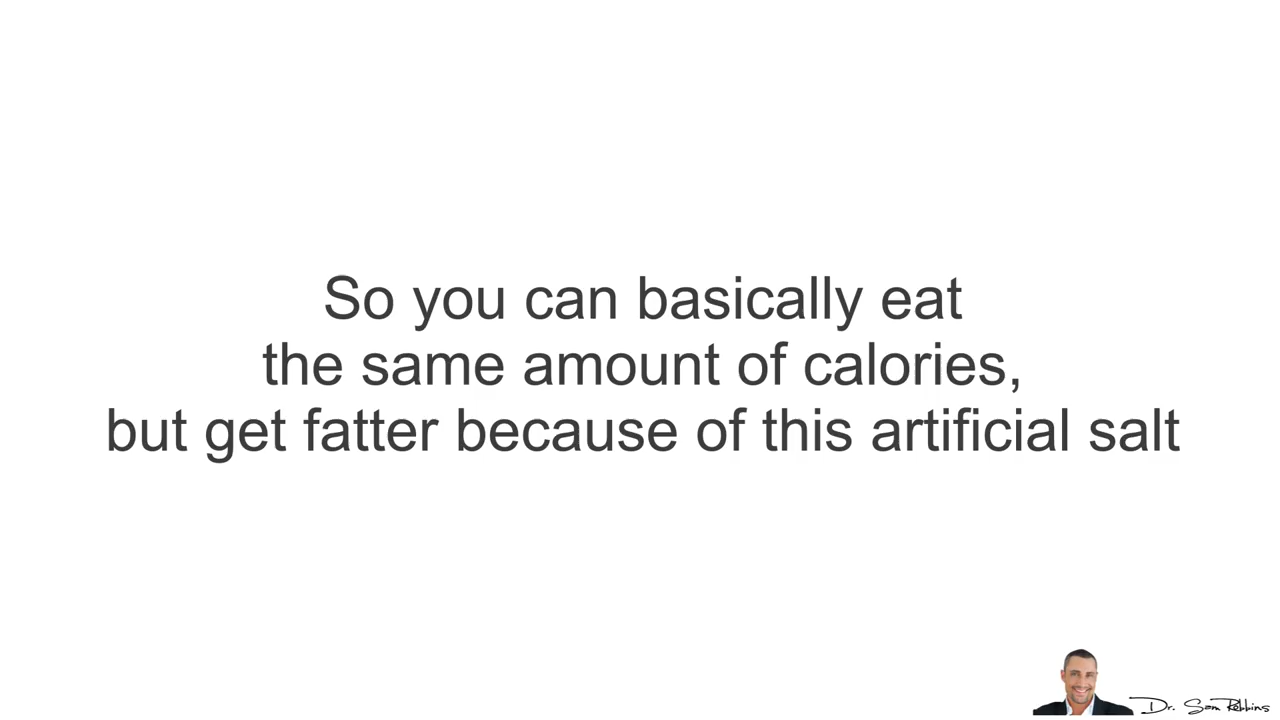 So you can basically eat
the same amount of calories,
but get fatter because of this artificial salt
Dr. Sam Robbins